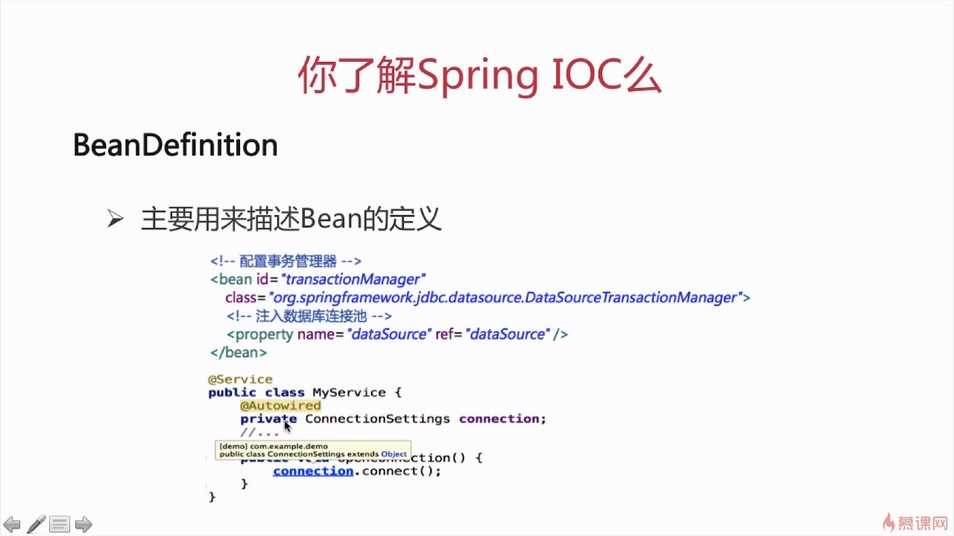 你了解Spring IOC么
BeanDefinition
主要用来描述Bean的定义
<!-- 配置事务管理器 -->
<bean id="transactionManager"
class="org.springframework.jdbc.datasource.DataSourceTransactionManager">
<!-- 注入数据库连接池 -->
<property name="dataSource" ref="dataSource" />
</bean>
@Service
public class MyService {
@Autowired
private ConnectionSettings connection;
//...
[demo] com.example.demo
public class ConnectionSettings extends Object
public void openConnection() {
connection.connect();
}
}
慕课网